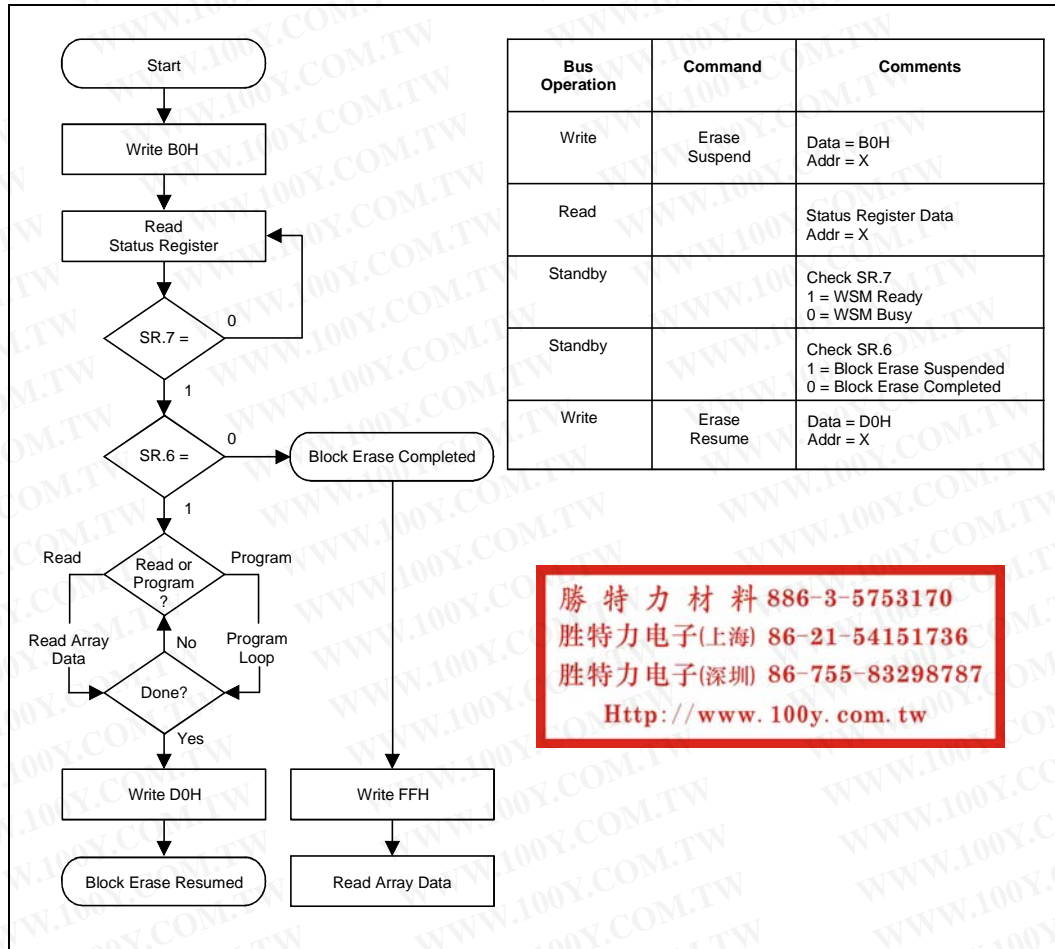 Start
Write B0H
Read
Status Register
SR.7 =
0
1
SR.6 =
0
Block Erase Completed
1
Read
Read or
Program
?
Program
Read Array
Data
No
Program
Loop
Done?
Yes
Write D0H
Write FFH
Block Erase Resumed
Read Array Data
Bus
Operation
Command
Comments
Write
Erase
Suspend
Data = B0H
Addr = X
Read
Status Register Data
Addr = X
Standby
Check SR.7
1 = WSM Ready
0 = WSM Busy
Standby
Check SR.6
1 = Block Erase Suspended
0 = Block Erase Completed
Write
Erase
Resume
Data = D0H
Addr = X
勝 特 力 材 料 886-3-5753170
胜特力电子(上海) 86-21-54151736
胜特力电子(深圳) 86-755-83298787
Http://www.100y.com.tw
WWW.100Y.COM.TW